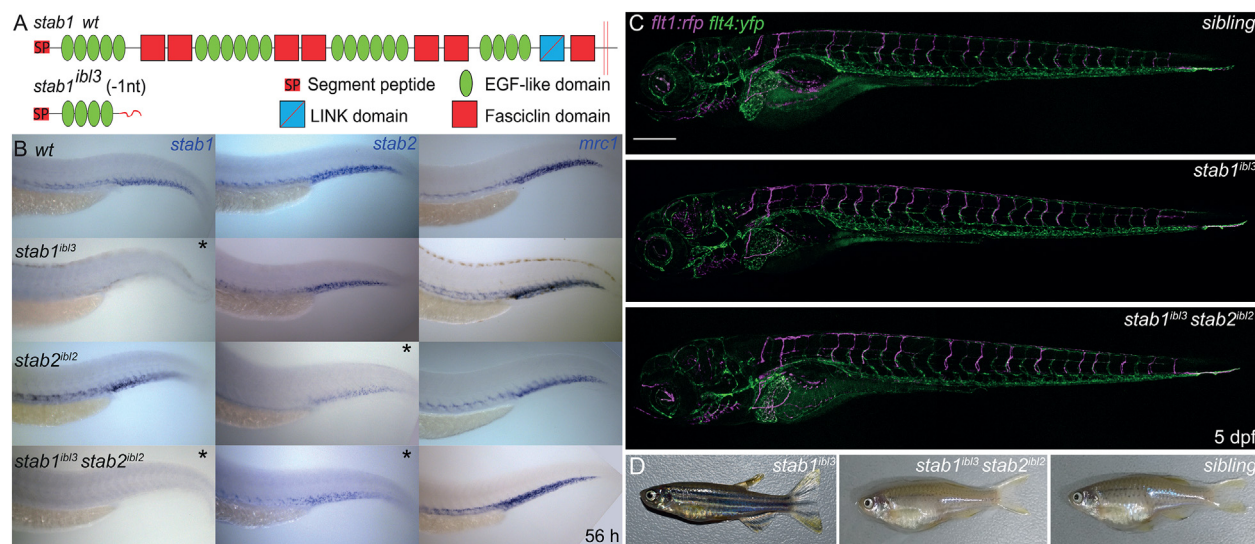 A
stab1 wt
SP
stab1ibl3 (-1nt)
SP
SP Segment peptide
EGF-like domain
LINK domain
Fasciclin domain
B
wt
stab1
stab2
mrc1
stab1ibl3
*
stab2ibl2
*
stab1ibl3 stab2ibl2
*
*
56 h
C
flt1:rfp flt4:yfp
sibling
stab1ibl3
stab1ibl3 stab2ibl2
5 dpf
D
stab1ibl3
stab1ibl3 stab2ibl2
sibling